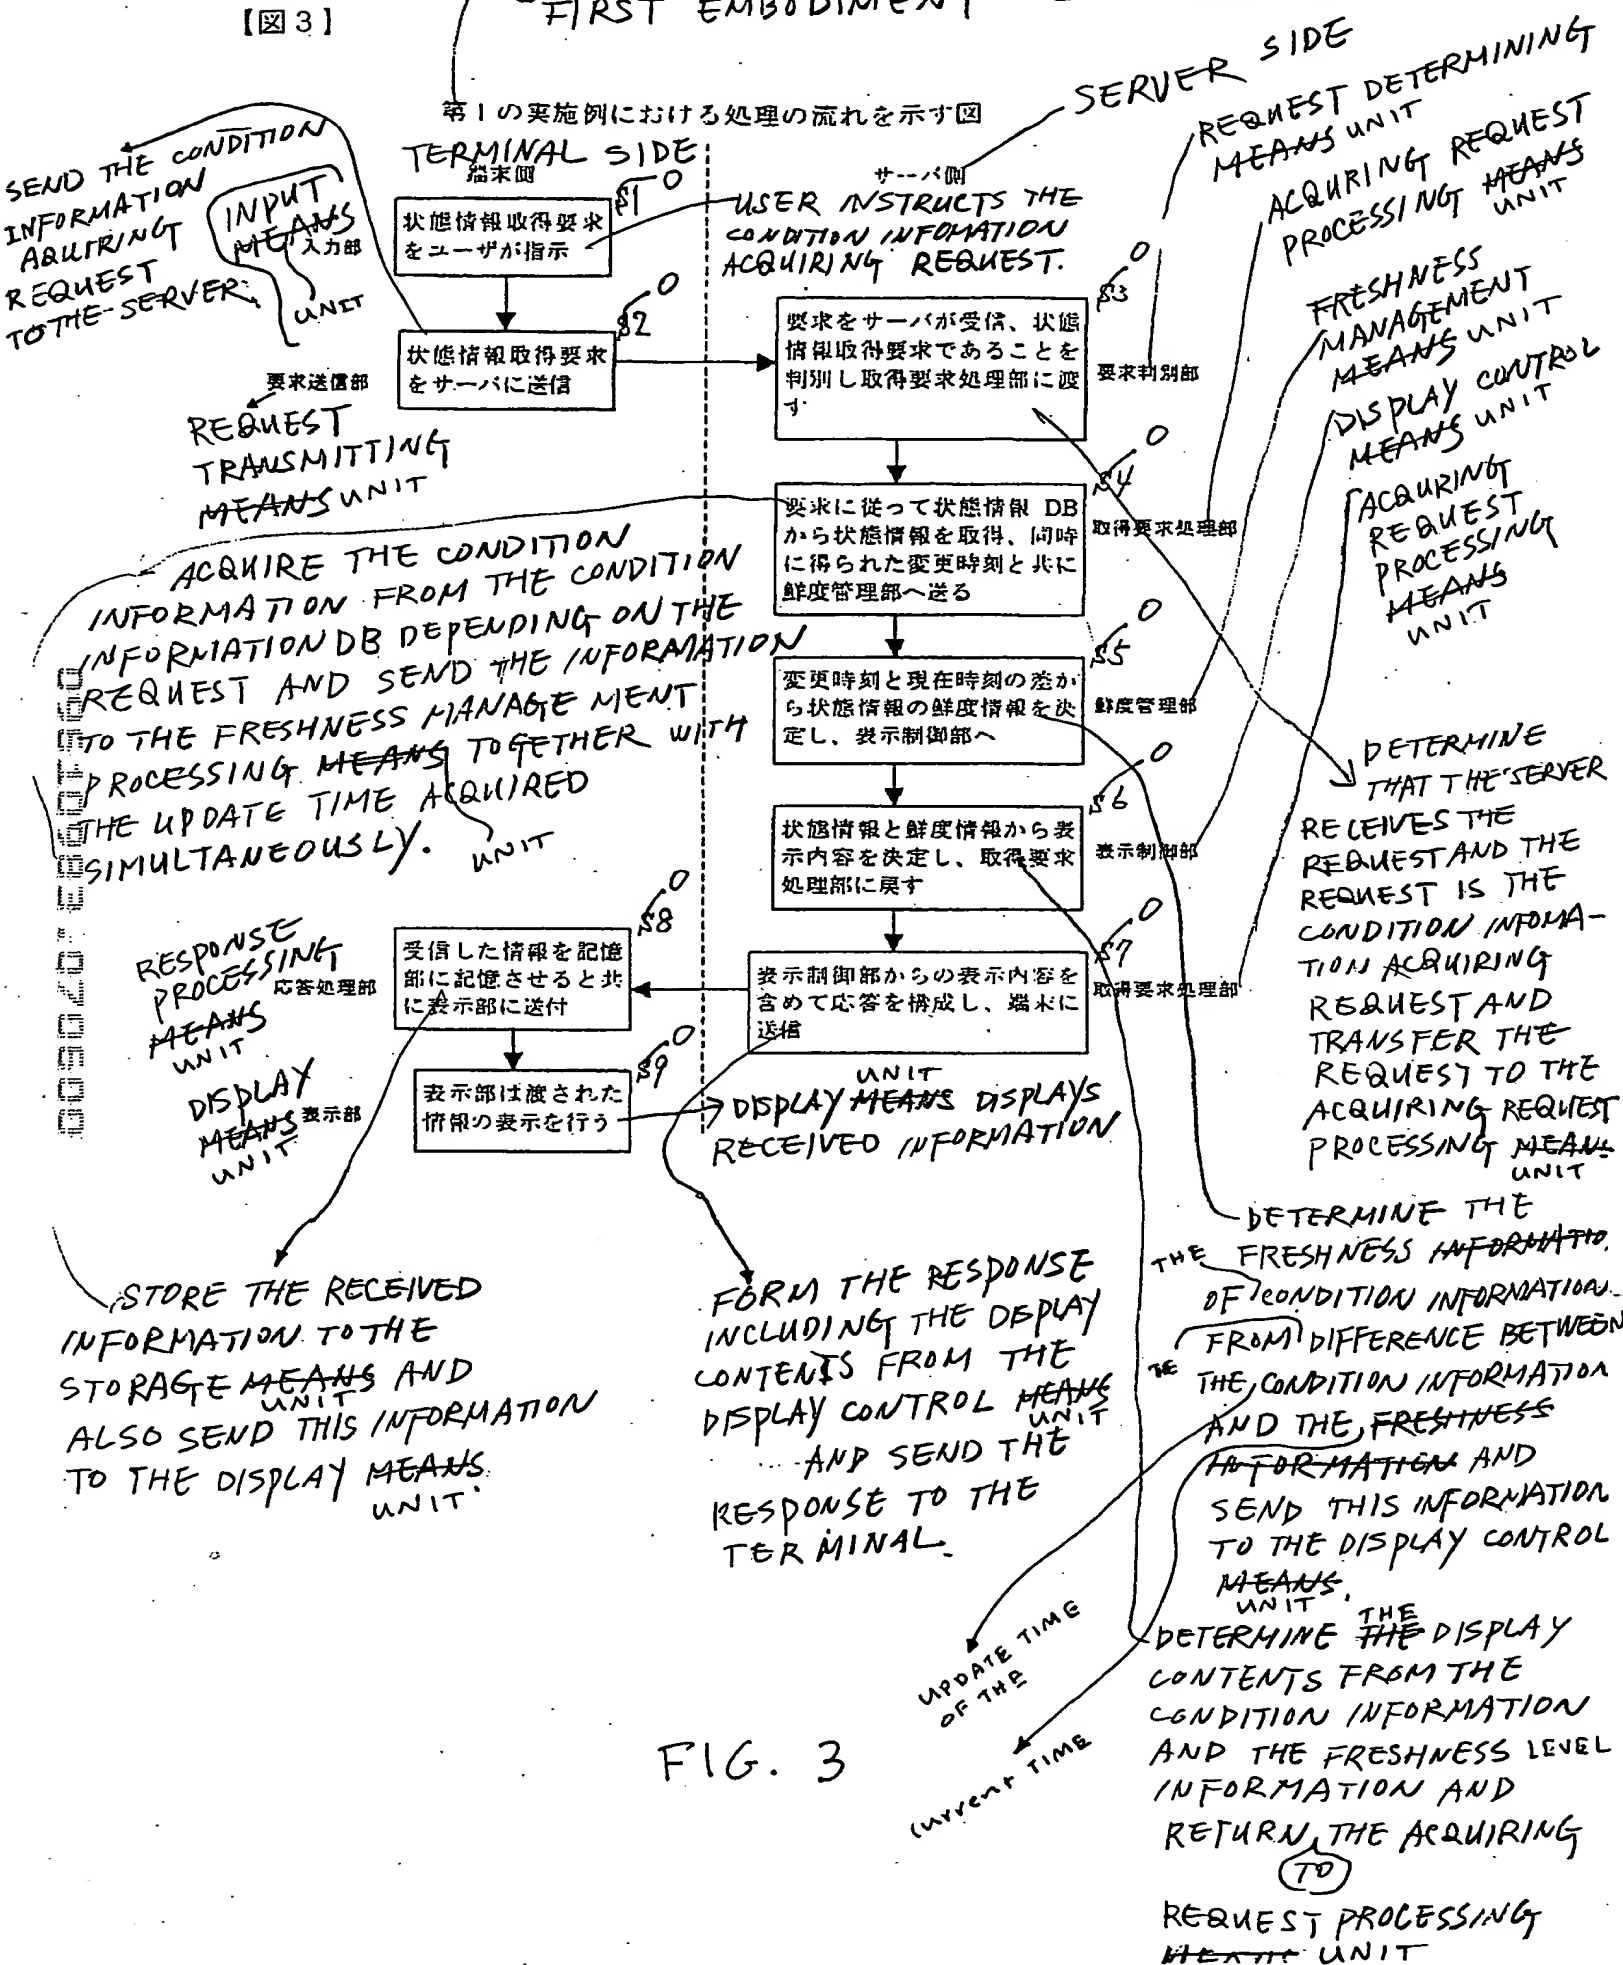 【図3】
FIRST EMBODIMENT
第1の実施例における処理の流れを示す図
SERVER SIDE
TERMINAL SIDE
端末側
サーバ側
REQUEST DETERMINING
MEANS UNIT
ACQURING REQUEST
PROCESSING MEANS
UNIT
SEND THE CONDITION
INFORMATION
AQUIRING
REQUEST
TO THE SERVER.
INPUT
MEANS
入力部
UNIT
S10
状態情報取得要求
をユーザが指示
USER INSTRUCTS THE
CONDITION INFOMATION
ACQUIRING REQUEST.
S20
状態情報取得要求
をサーバに送信
要求送信部
REQUEST
TRANSMITTING
MEANS UNIT
S30
要求をサーバが受信、状態
情報取得要求であることを
判別し取得要求処理部に渡
す
要求判別部
FRESHNESS
MANAGEMENT
MEANS UNIT
DISPLAY CONTROL
MEANS UNIT
ACQURING
REQUEST
PROCESSING
MEANS
UNIT
S40
要求に従って状態情報 DB
から状態情報を取得、同時
に得られた変更時刻と共に
鮮度管理部へ送る
取得要求処理部
ACQUIRE THE CONDITION
INFORMATION FROM THE CONDITION
INFORMATION DB DEPENDING ON THE
REQUEST AND SEND THE INFORMATION
TO THE FRESHNESS MANAGE MENT
PROCESSING MEANS TOGETHER WITH
THE UPDATE TIME ACQUIRED
SIMULTANEOUSLY.
UNIT
S50
変更時刻と現在時刻の差か
ら状態情報の鮮度情報を決
定し、表示制御部へ
鮮度管理部
S60
状態情報と鮮度情報から表
示内容を決定し、取得要求
処理部に戻す
表示制御部
DETERMINE
THAT THE SERVER
RECEIVES THE
REQUEST AND THE
REQUEST IS THE
CONDITION INFOMA-
TION ACQUIRING
REQUEST AND
TRANSFER THE
REQUEST TO THE
ACQUIRING REQUEST
PROCESSING MEANS
UNIT
S70
表示制御部からの表示内容を
含めて応答を構成し、端末に
送信
取得要求処理部
S80
受信した情報を記憶
部に記憶させると共
に表示部に送付
RESPONSE
PROCESSING
応答処理部
MEANS
UNIT
S90
表示部は渡された
情報の表示を行う
DISPLAY
MEANS 表示部
UNIT
UNIT
DISPLAY MEANS DISPLAYS
RECEIVED INFORMATION
STORE THE RECEIVED
INFORMATION TO THE
STORAGE MEANS AND
UNIT
ALSO SEND THIS INFORMATION
TO THE DISPLAY MEANS.
UNIT
FORM THE RESPONSE
INCLUDING THE DISPLAY
CONTENTS FROM THE
DISPLAY CONTROL MEANS
UNIT
AND SEND THE
RESPONSE TO THE
TERMINAL.
DETERMINE THE
FRESHNESS INFORMATIO
THE
OF CONDITION INFORMATION
FROM DIFFERENCE BETWEEN
THE
THE CONDITION INFORMATION
AND THE FRESHNESS
INFORMATION AND
SEND THIS INFORMATION
TO THE DISPLAY CONTROL
MEANS.
UNIT
UPDATE TIME
OF THE
current TIME
THE
DETERMINE THE DISPLAY
CONTENTS FROM THE
CONDITION INFORMATION
AND THE FRESHNESS LEVEL
INFORMATION AND
RETURN THE ACQUIRING
TO
REQUEST PROCESSING
MEANS UNIT
FIG. 3